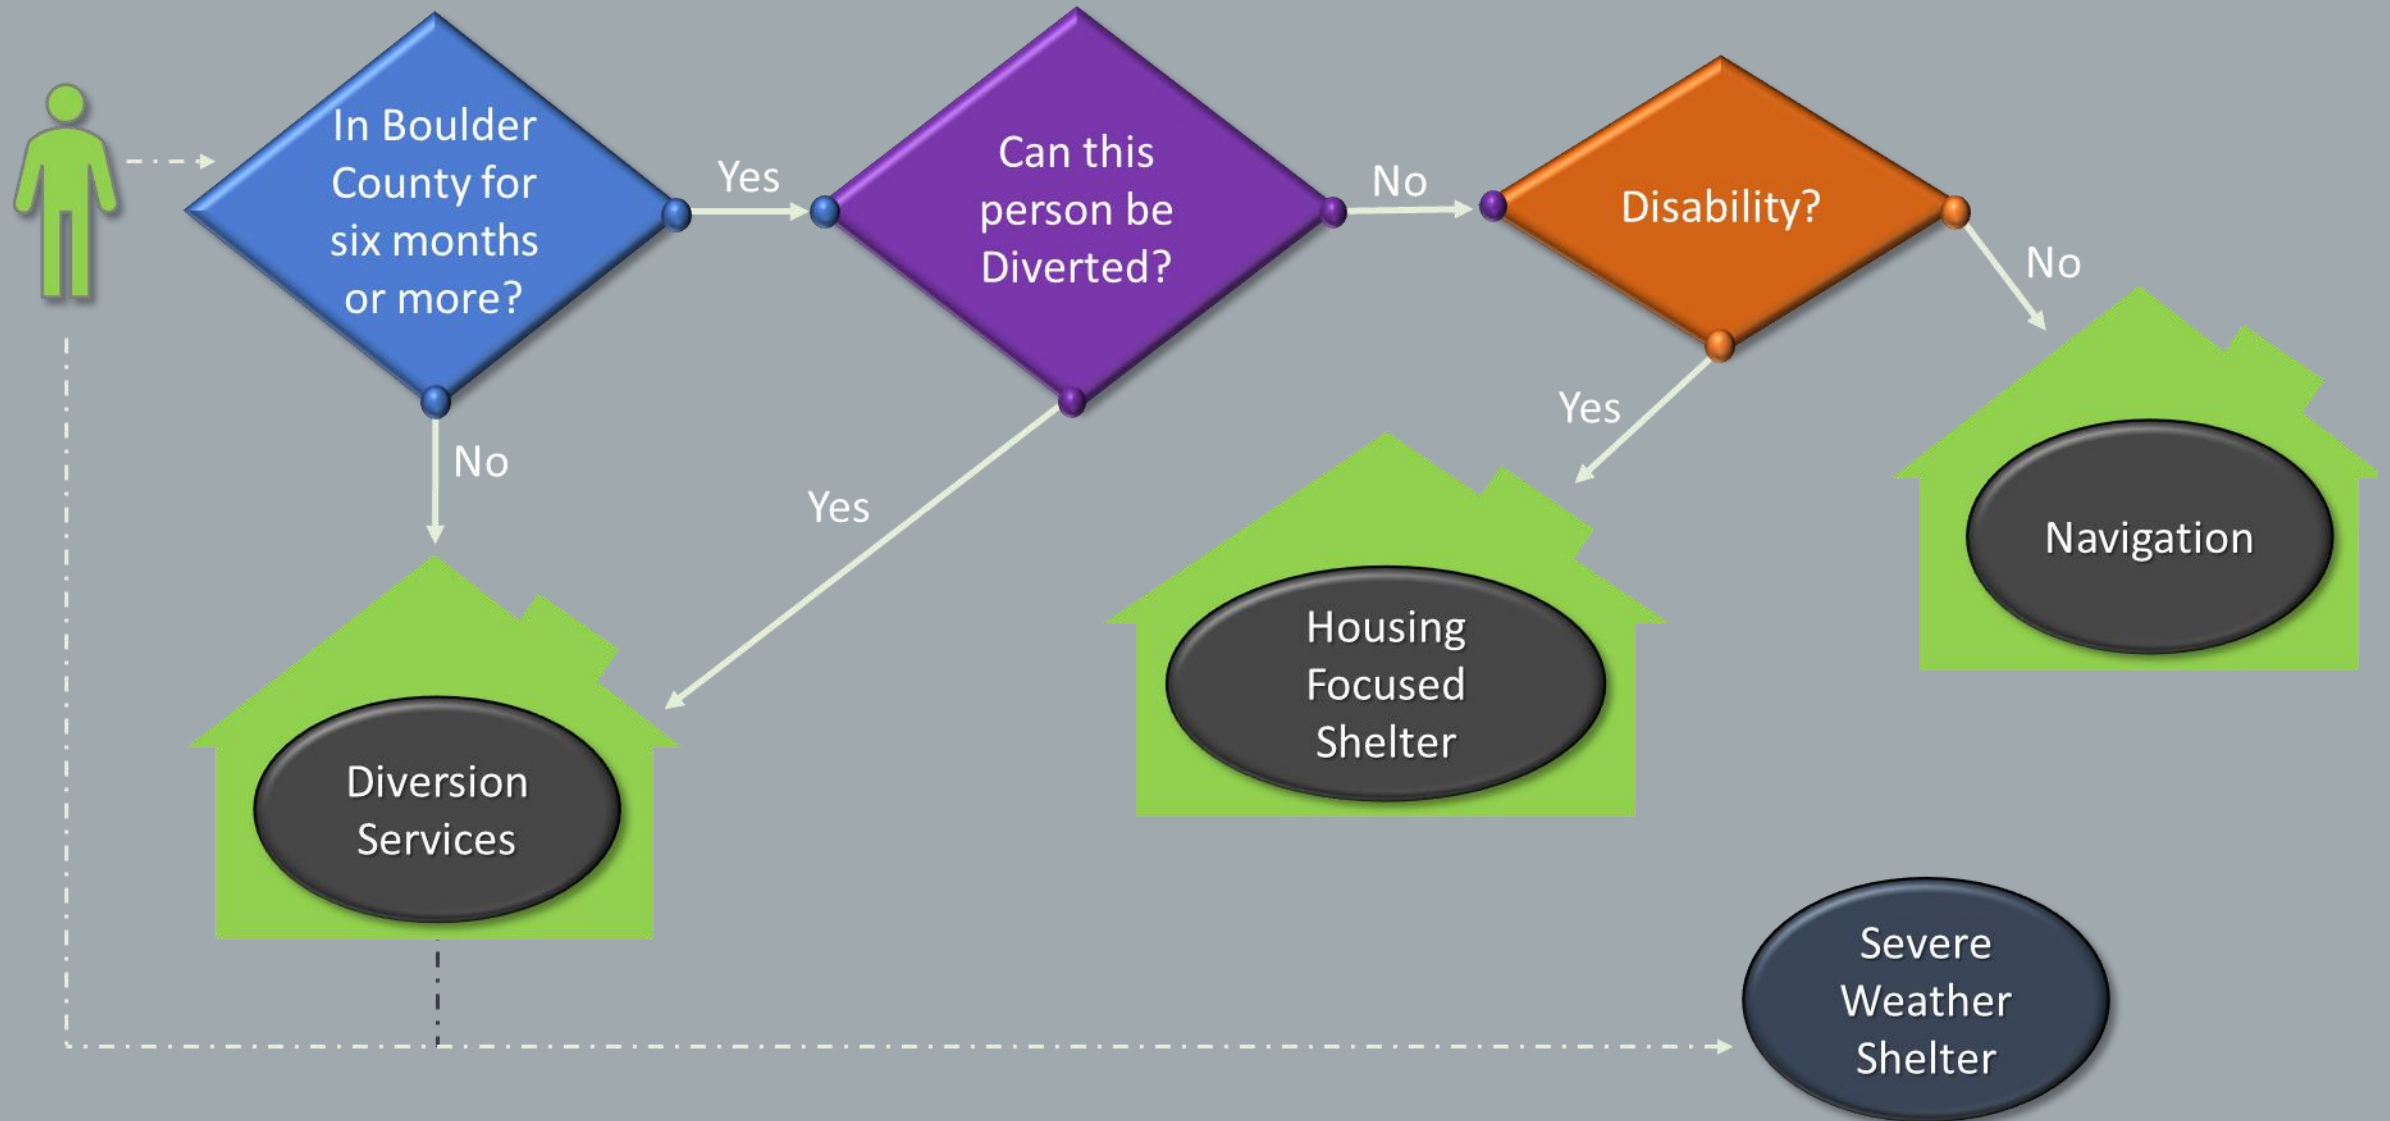 In Boulder
County for
six months
or more?
Yes
Can this
person be
Diverted?
No
Disability?
No
Yes
No
Yes
Navigation
Housing
Focused
Shelter
Diversion
Services
Severe
Weather
Shelter